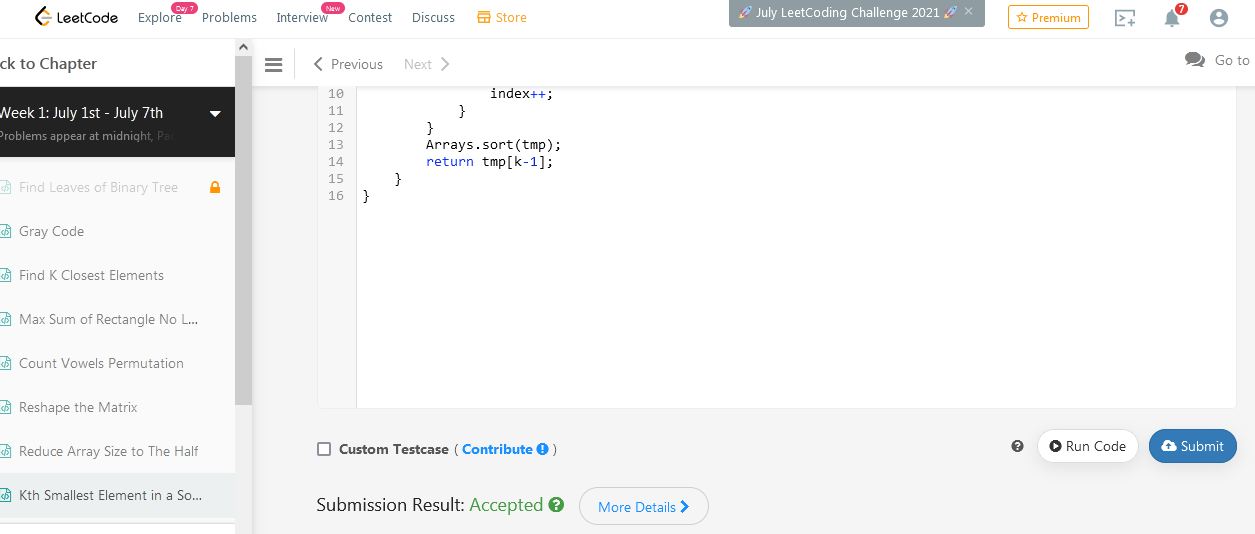 LeetCode Explore Day 7 Problems Interview New Contest Discuss Store 🚀 July LeetCoding Challenge 2021 🚀 × Premium 7
ck to Chapter
Previous Next Go to
Week 1: July 1st - July 7th
Problems appear at midnight, Pac
Find Leaves of Binary Tree
Gray Code
Find K Closest Elements
Max Sum of Rectangle No L...
Count Vowels Permutation
Reshape the Matrix
Reduce Array Size to The Half
Kth Smallest Element in a So...
10 index++;
11 }
12 }
13 Arrays.sort(tmp);
14 return tmp[k-1];
15 }
16 }
Custom Testcase ( Contribute )
Run Code Submit
Submission Result: Accepted More Details